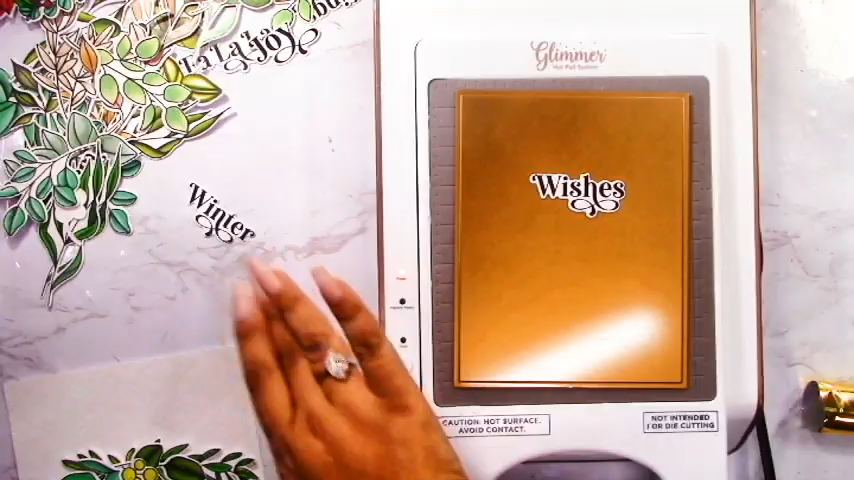 La La La
joy
Glimmer
Hot Foil System
Wishes
Winter
CAUTION: HOT SURFACE.
AVOID CONTACT.
NOT INTENDED
FOR DIE CUTTING